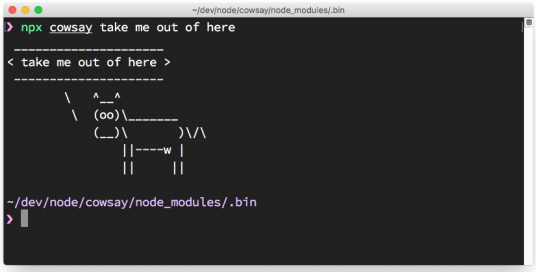 ~/dev/node/cowsay/node_modules/.bin
❯ npx cowsay take me out of here
 _____________________
< take me out of here >
 ---------------------
        \   ^__^
         \  (oo)\_______
            (__)\       )\/\
                ||----w |
                ||     ||
~/dev/node/cowsay/node_modules/.bin
❯